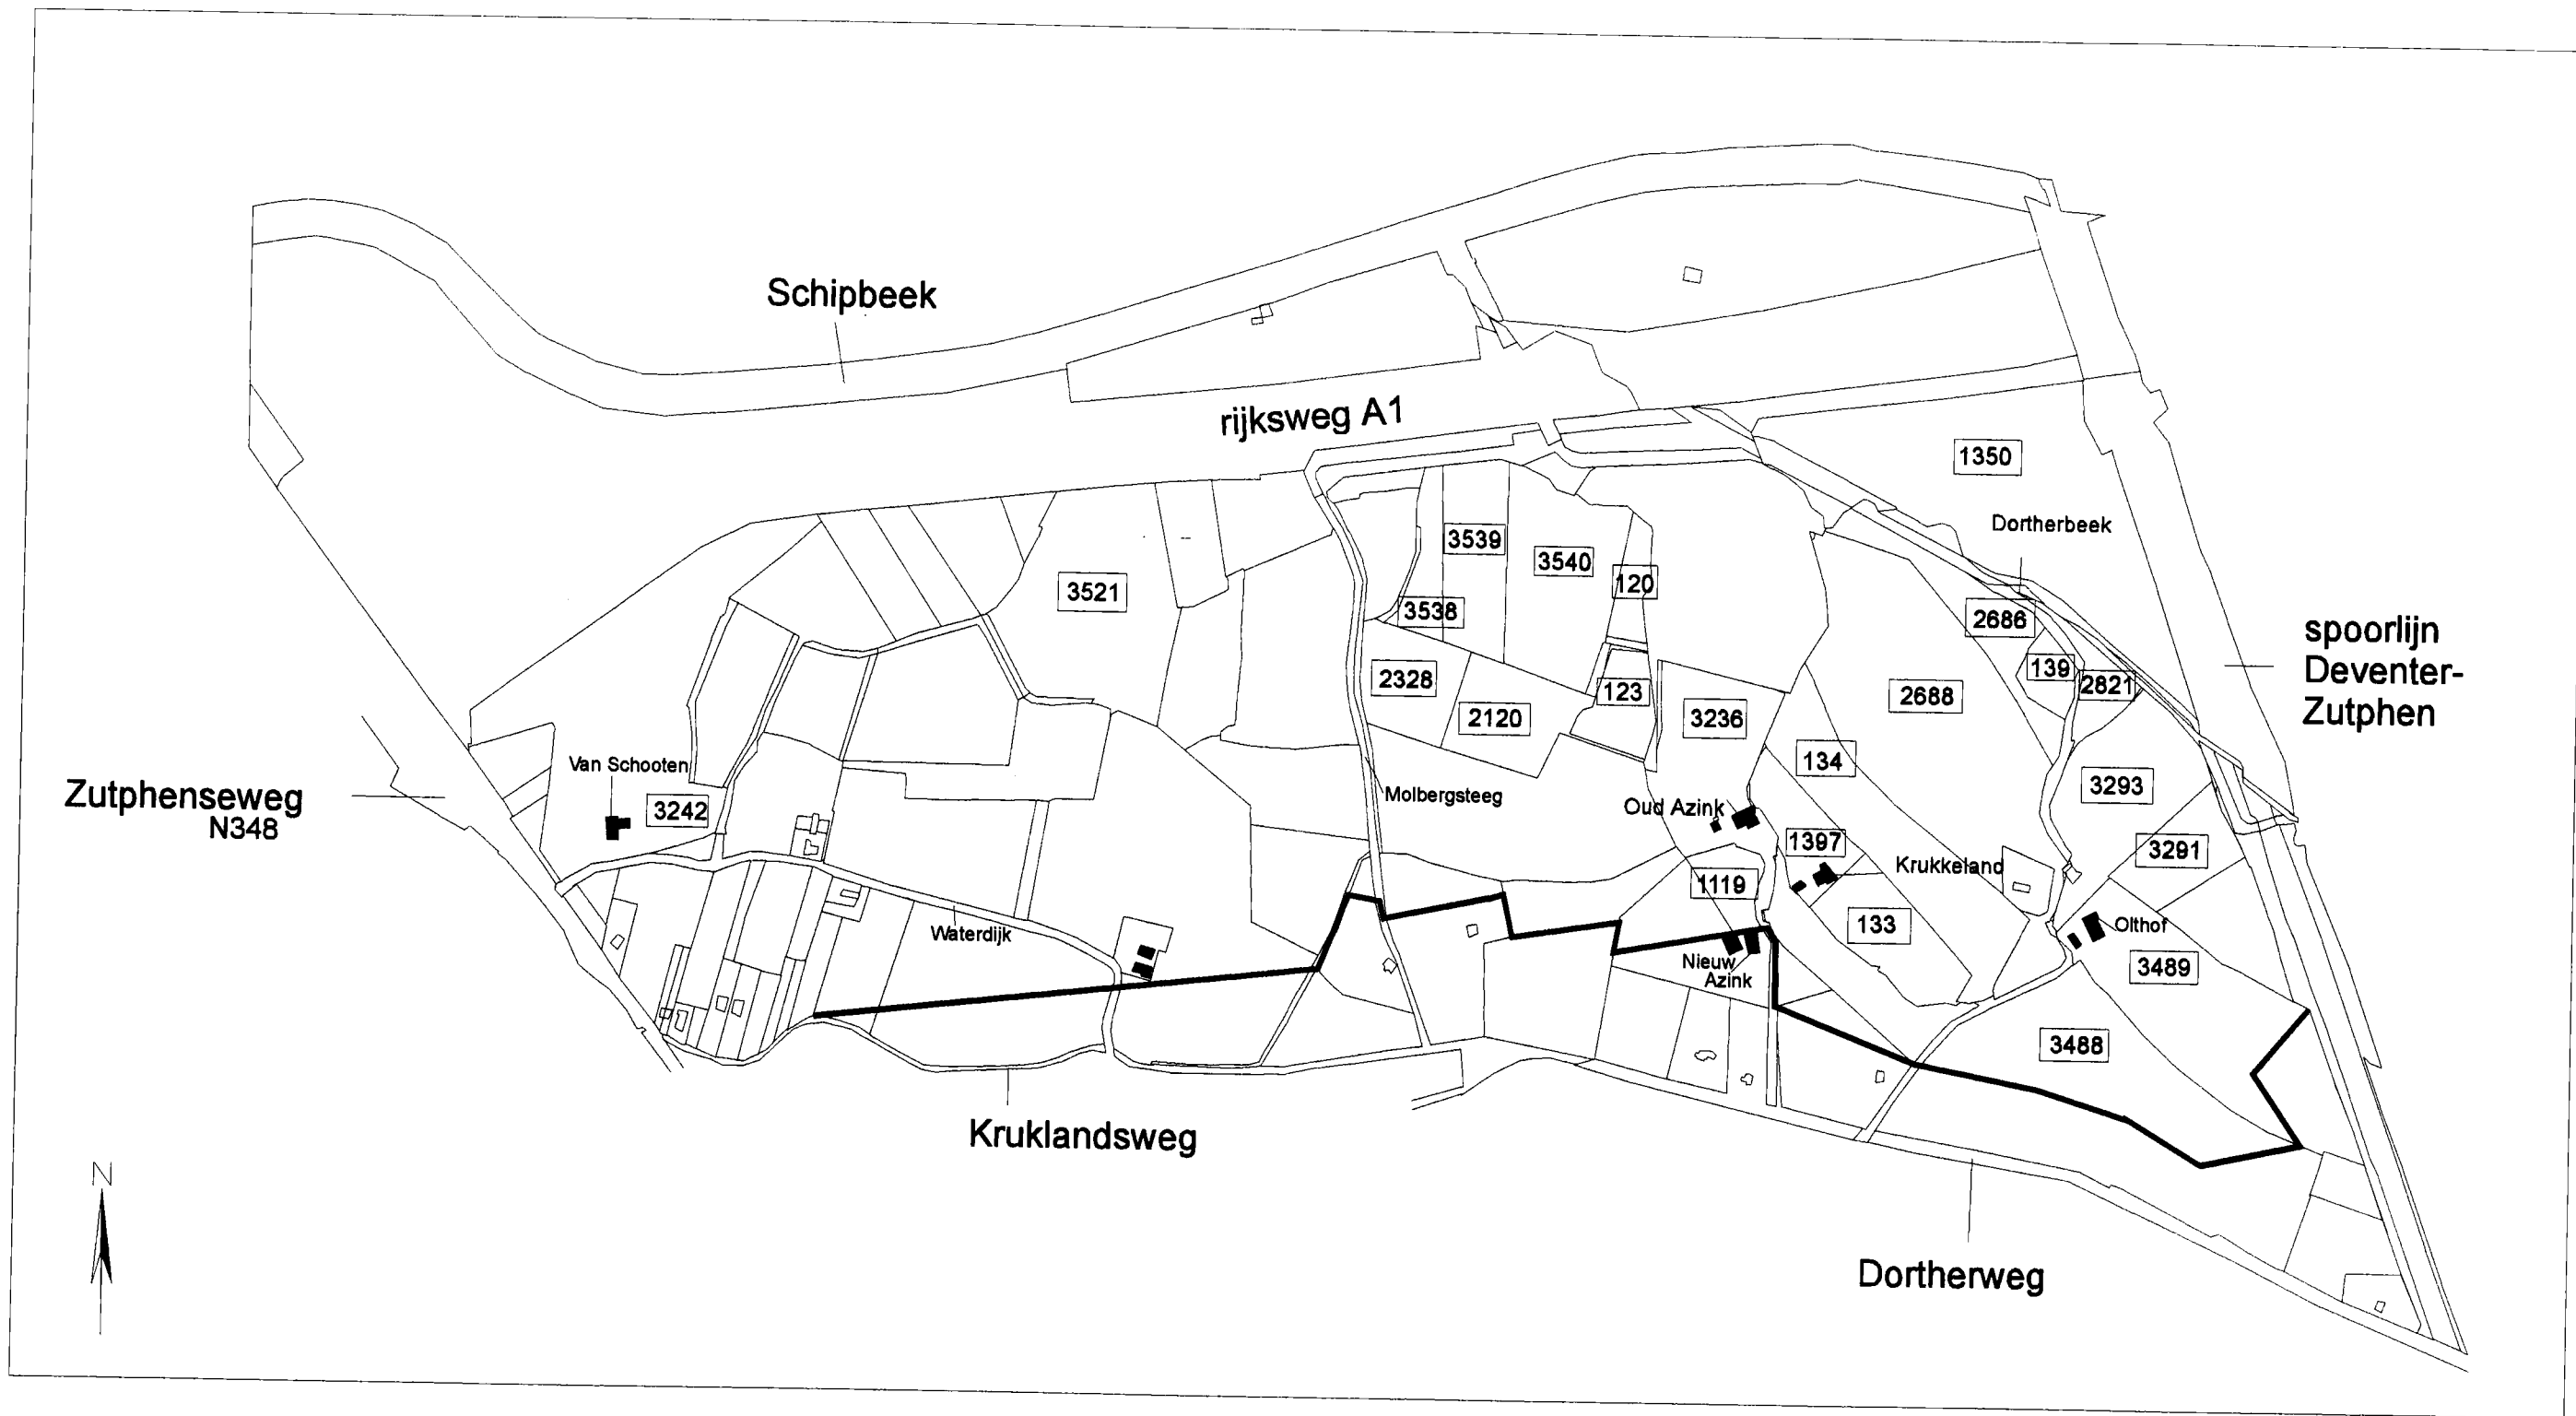 Schipbeek
rijksweg A1
1350
Dortherbeek
3539
3540
120
3521
3538
2686
spoorlijn
Deventer-
Zutphen
139
2821
2328
123
2688
2120
3236
134
Van Schooten
3293
Zutphenseweg
N348
3242
Molbergsteeg
Oud Azink
1397
3291
Krukkeland
1119
Waterdijk
133
Olthof
Nieuw
Azink
3489
3488
Kruklandsweg
N
Dortherweg